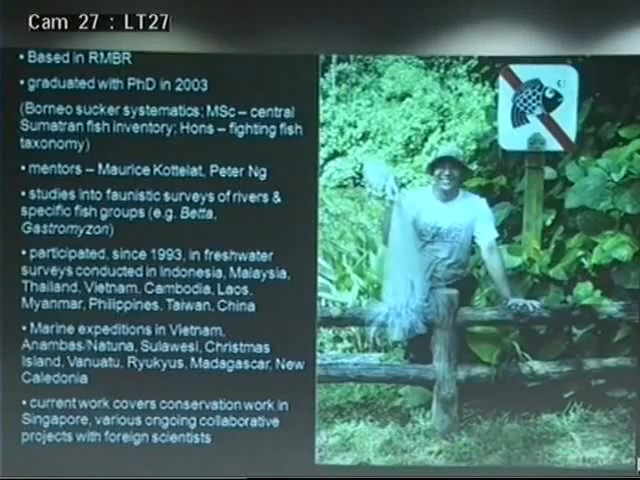 Cam 27 : LT27
• Based in RMBR
• graduated with PhD in 2003
(Borneo sucker systematics; MSc – central
Sumatran fish inventory; Hons – fighting fish
taxonomy)
• mentors – Maurice Kottelat, Peter Ng
• studies into faunistic surveys of rivers &
specific fish groups (e.g. Betta,
Gastromyzon)
• participated, since 1993, in freshwater
surveys conducted in Indonesia, Malaysia,
Thailand, Vietnam, Cambodia, Laos,
Myanmar, Philippines, Taiwan, China
• Marine expeditions in Vietnam,
Anambas/Natuna, Sulawesi, Christmas
Island, Vanuatu, Ryukyus, Madagascar, New
Caledonia
• current work covers conservation work in
Singapore, various ongoing collaborative
projects with foreign scientists